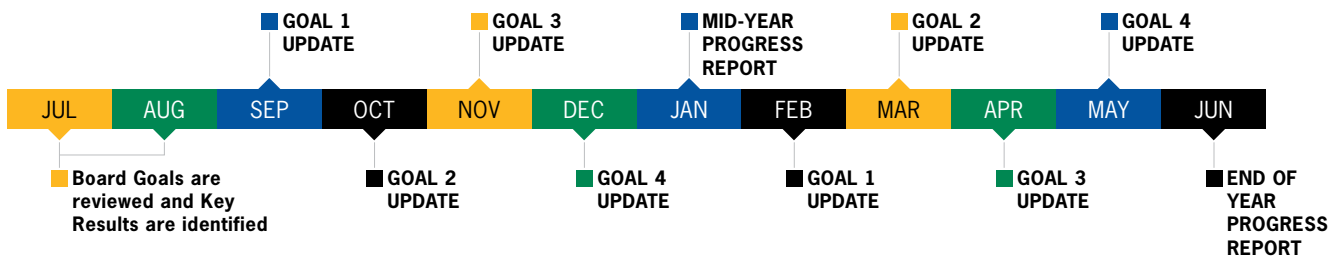 GOAL 1
UPDATE
GOAL 3
UPDATE
MID-YEAR
PROGRESS
REPORT
GOAL 2
UPDATE
GOAL 4
UPDATE
JUL AUG SEP OCT NOV DEC JAN FEB MAR APR MAY JUN
Board Goals are
reviewed and Key
Results are identified
GOAL 2
UPDATE
GOAL 4
UPDATE
GOAL 1
UPDATE
GOAL 3
UPDATE
END OF
YEAR
PROGRESS
REPORT